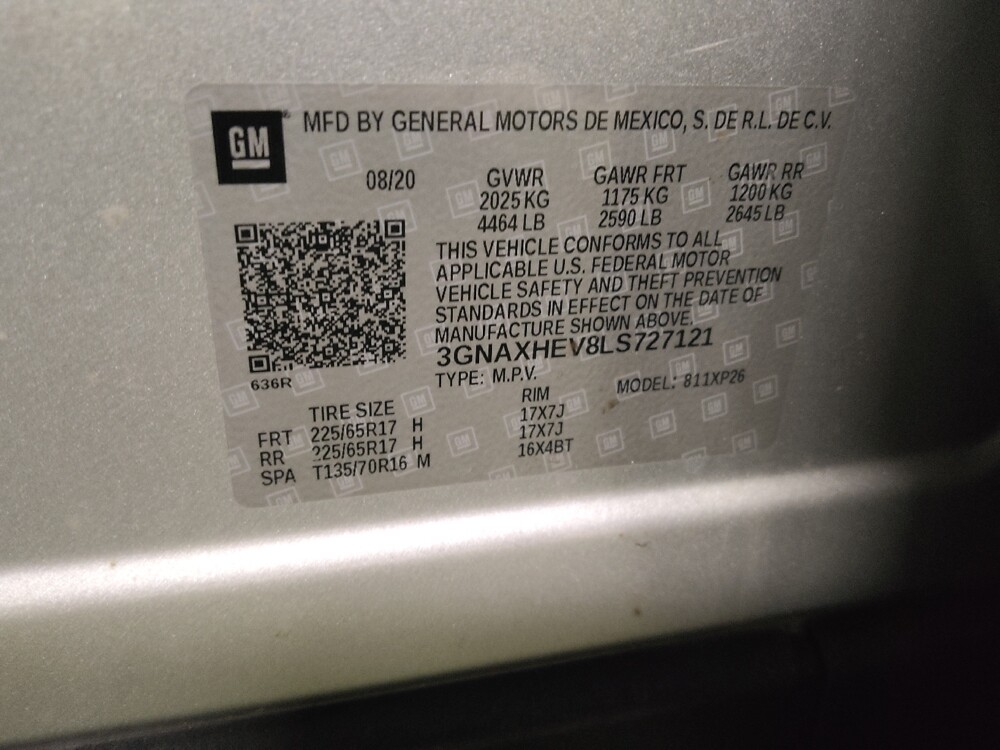 GM® MFD BY GENERAL MOTORS DE MEXICO, S. DE R.L. DE C.V.
08/20 GVWR GAWR FRT GAWR RR
2025 KG 1175 KG 1200 KG
4464 LB 2590 LB 2645 LB
THIS VEHICLE CONFORMS TO ALL
APPLICABLE U.S. FEDERAL MOTOR
VEHICLE SAFETY AND THEFT PREVENTION
STANDARDS IN EFFECT ON THE DATE OF
MANUFACTURE SHOWN ABOVE.
3GNAXHEV8LS727121
636R TYPE: M.P.V. MODEL: 811XP26
TIRE SIZE RIM
FRT 225/65R17 H 17X7J
RR 225/65R17 H 17X7J
SPA T135/70R16 M 16X4BT